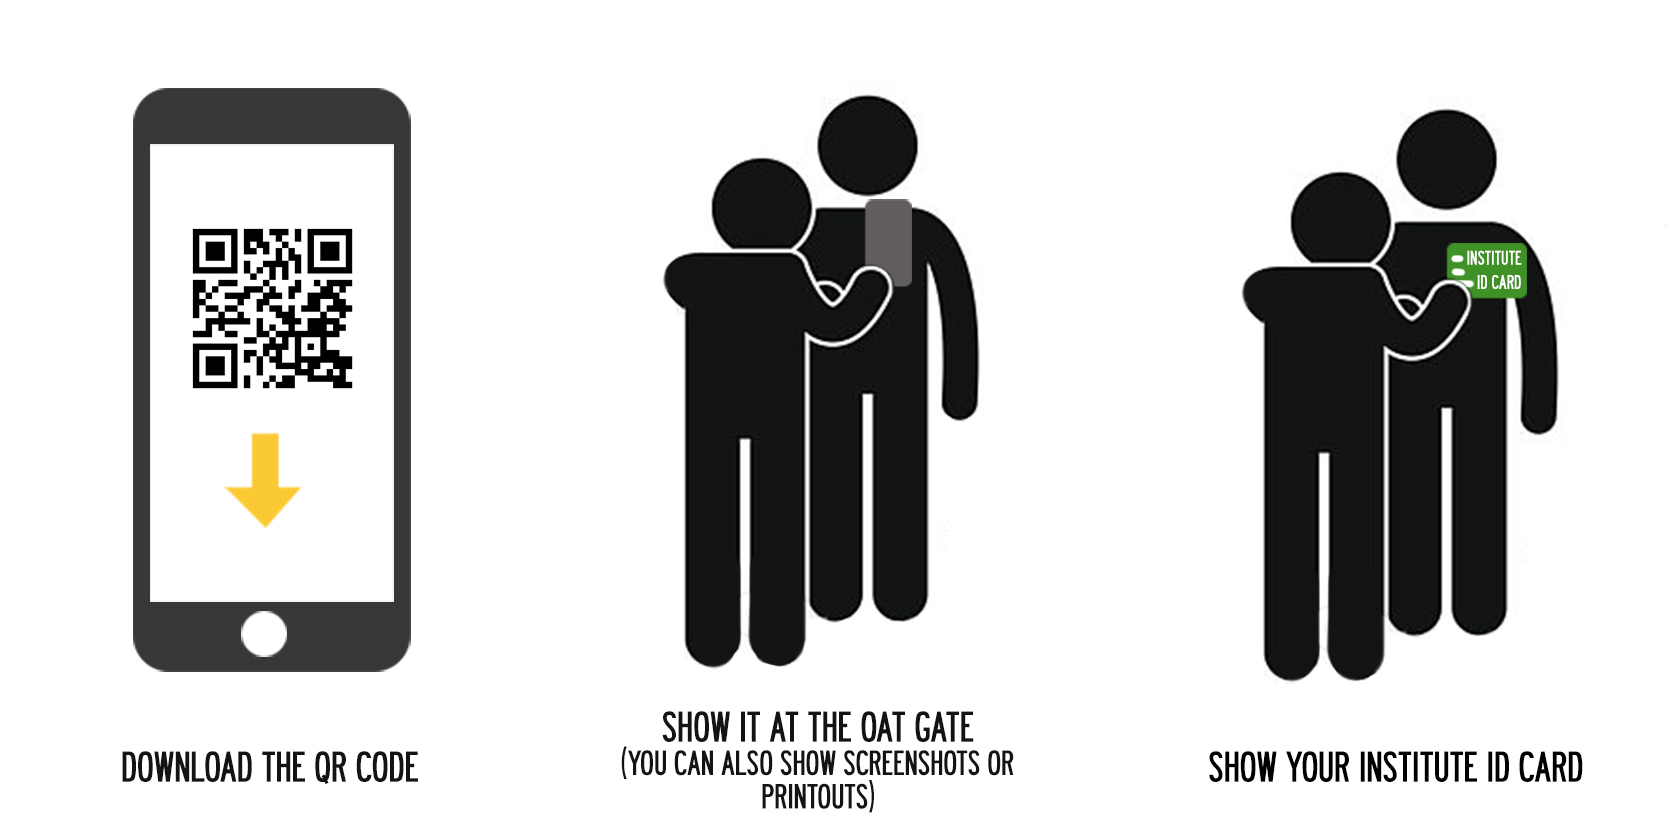 DOWNLOAD THE QR CODE
SHOW IT AT THE OAT GATE
(YOU CAN ALSO SHOW SCREENSHOTS OR
PRINTOUTS)
INSTITUTE
ID CARD
SHOW YOUR INSTITUTE ID CARD